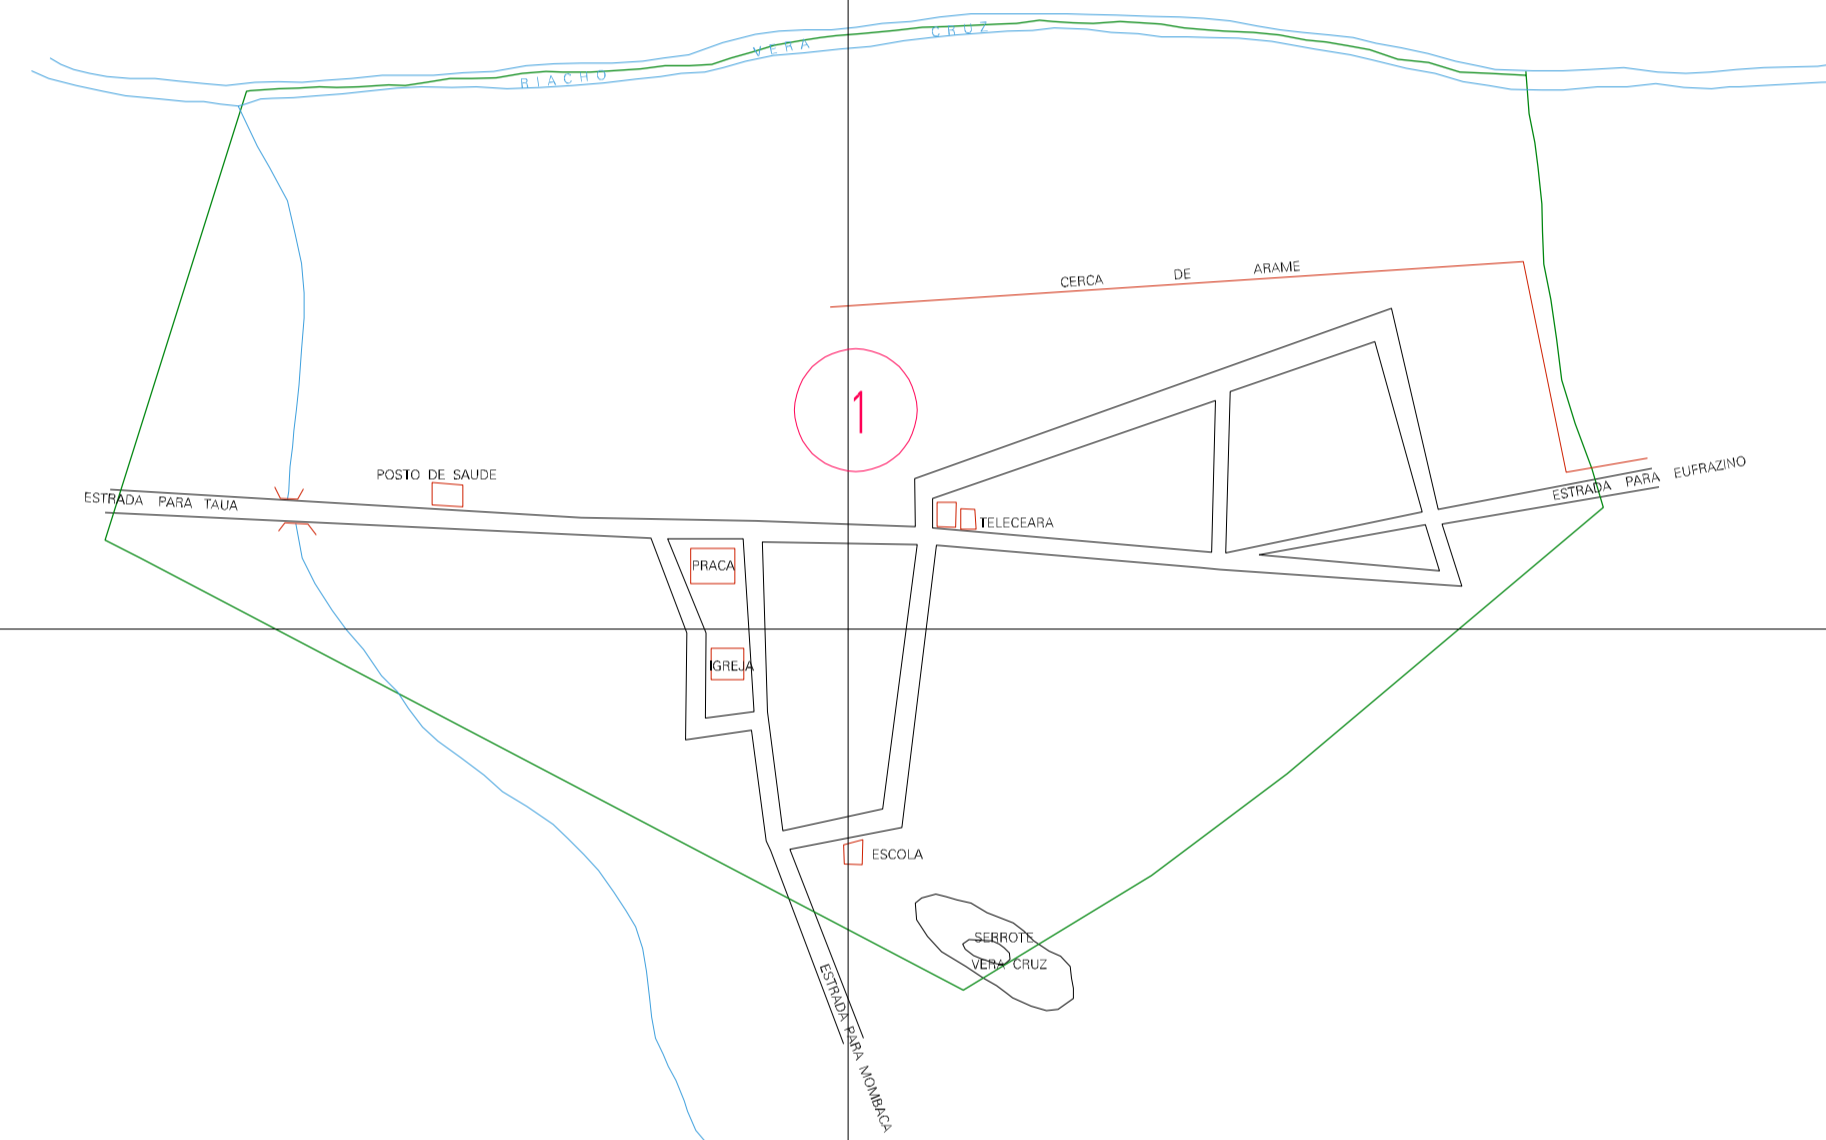 RIACHO VERA CRUZ
CERCA DE ARAME
1
POSTO DE SAUDE
ESTRADA PARA TAUA
ESTRADA PARA EUFRAZINO
TELECEARA
PRACA
IGREJA
ESCOLA
SERROTE
VERA CRUZ
ESTRADA PARA MOMBACA